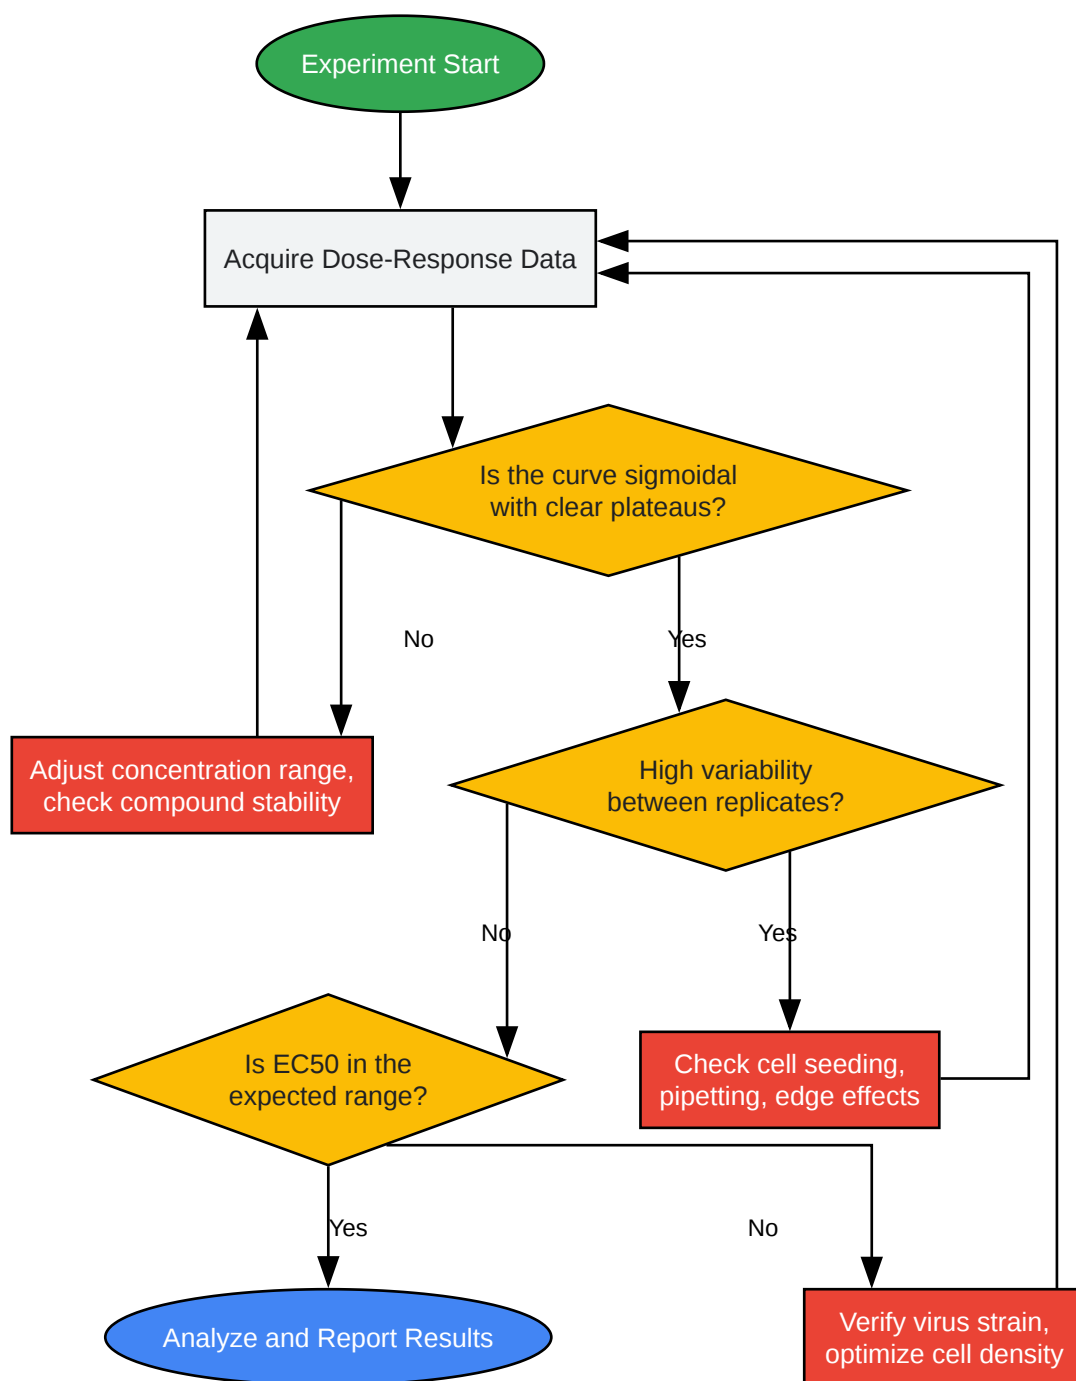 Experiment Start
Acquire Dose-Response Data
Is the curve sigmoidal
with clear plateaus?
No
Yes
Adjust concentration range,
check compound stability
High variability
between replicates?
No
Yes
Is EC50 in the
expected range?
Check cell seeding,
pipetting, edge effects
Yes
No
Analyze and Report Results
Verify virus strain,
optimize cell density